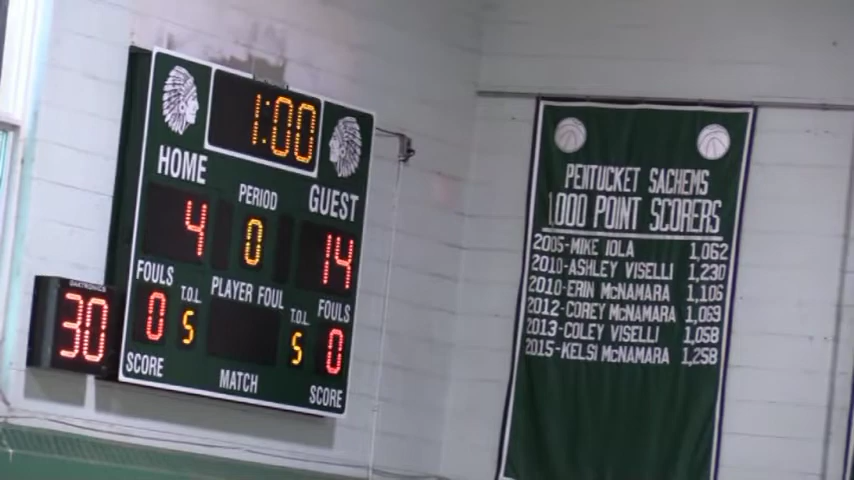 1:00
HOME
PERIOD
GUEST
4
0
14
FOULS
T.O.L.
PLAYER FOUL
T.O.L.
FOULS
0
5
5
0
SCORE
MATCH
SCORE
DAKTRONICS
30
PENTUCKET SACHEMS
1000 POINT SCORERS
2005-MIKE IOLA 1,062
2010-ASHLEY VISELLI 1,230
2010-ERIN McNAMARA 1,106
2012-COREY McNAMARA 1,069
2013-COLEY VISELLI 1,058
2015-KELSI McNAMARA 1,258